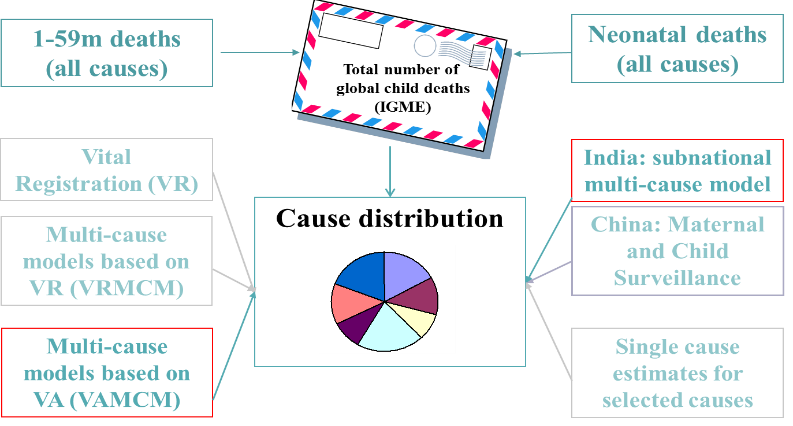 1-59m deaths
(all causes)
Total number of
global child deaths
(IGME)
Neonatal deaths
(all causes)
Vital
Registration (VR)
Multi-cause
models based on
VR (VRMCM)
Multi-cause
models based on
VA (VAMCM)
Cause distribution
India: subnational
multi-cause model
China: Maternal
and Child
Surveillance
Single cause
estimates for
selected causes